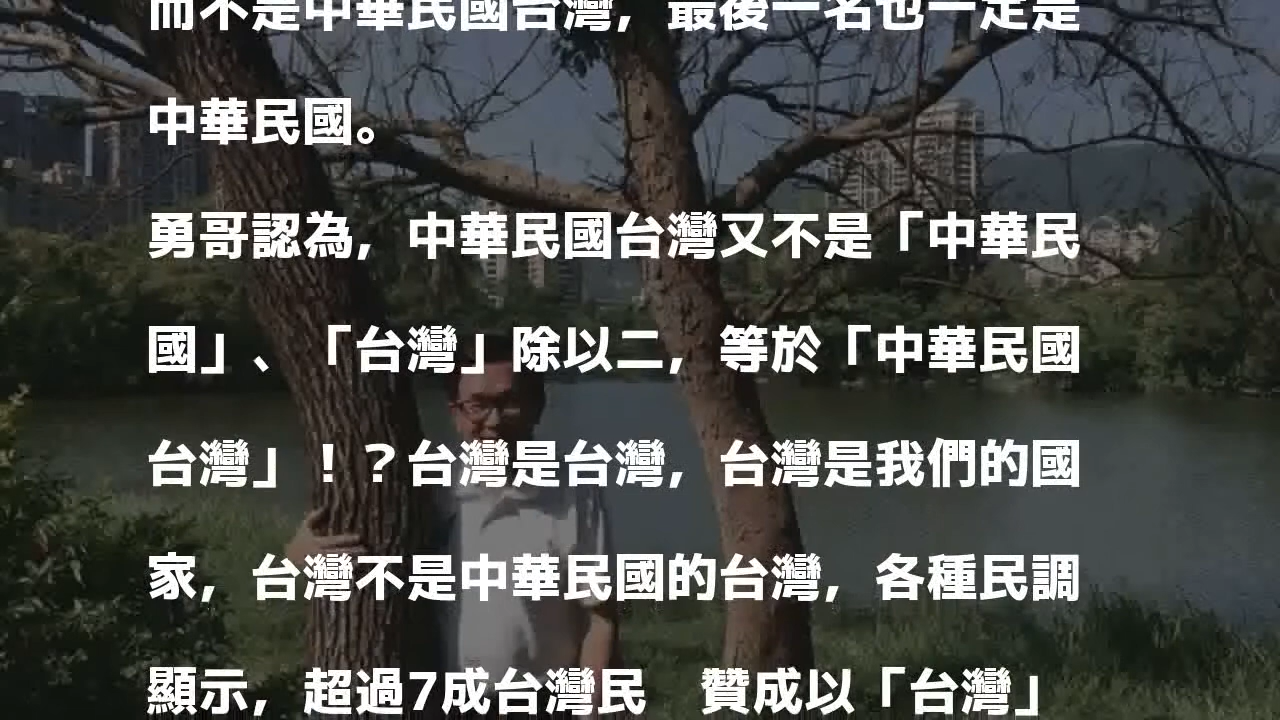 而不是中華民國台灣，最後一名也一定是
中華民國。
勇哥認為，中華民國台灣又不是「中華民
國」、「台灣」除以二，等於「中華民國
台灣」！？台灣是台灣，台灣是我們的國
家，台灣不是中華民國的台灣，各種民調
顯示，超過7成台灣民　贊成以「台灣」